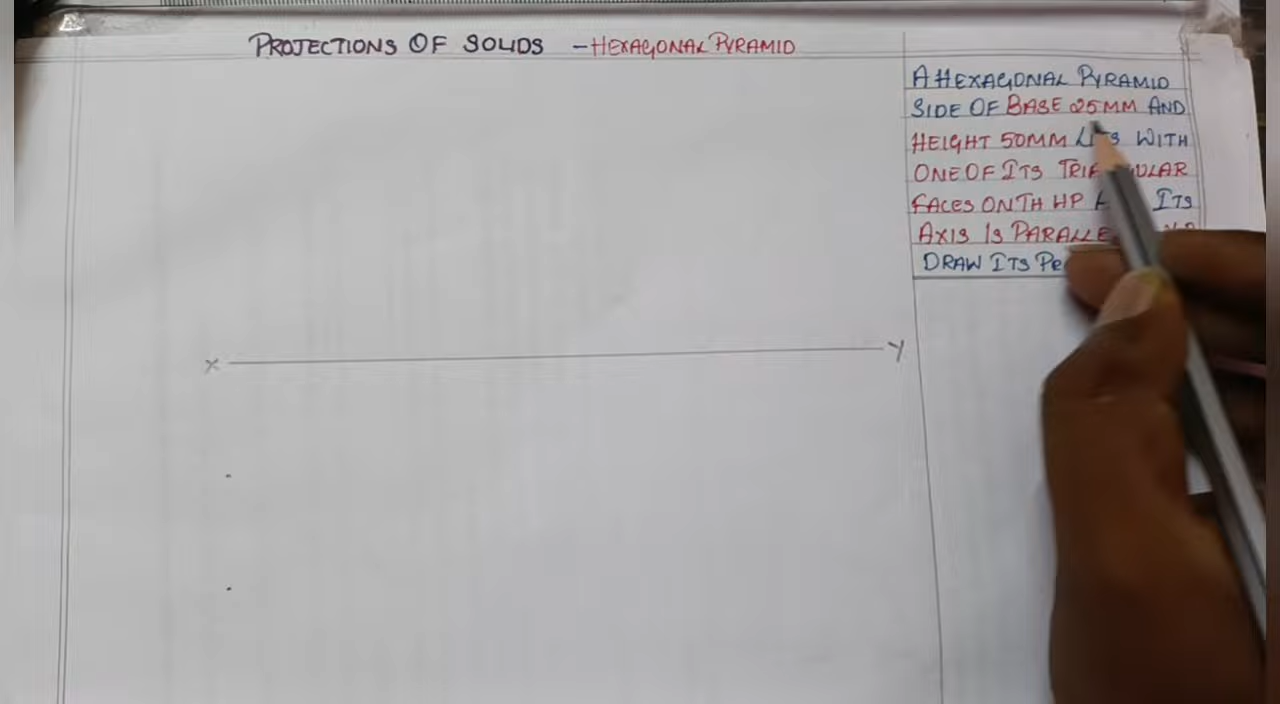 PROJECTIONS OF SOLIDS - HEXAGONAL PYRAMID
A HEXAGONAL PYRAMID
SIDE OF BASE 25MM AND
HEIGHT 50MM WITH
ONE OF ITS
FACES ON TH HP ITS
AXIS IS
DRAW ITS
X
Y